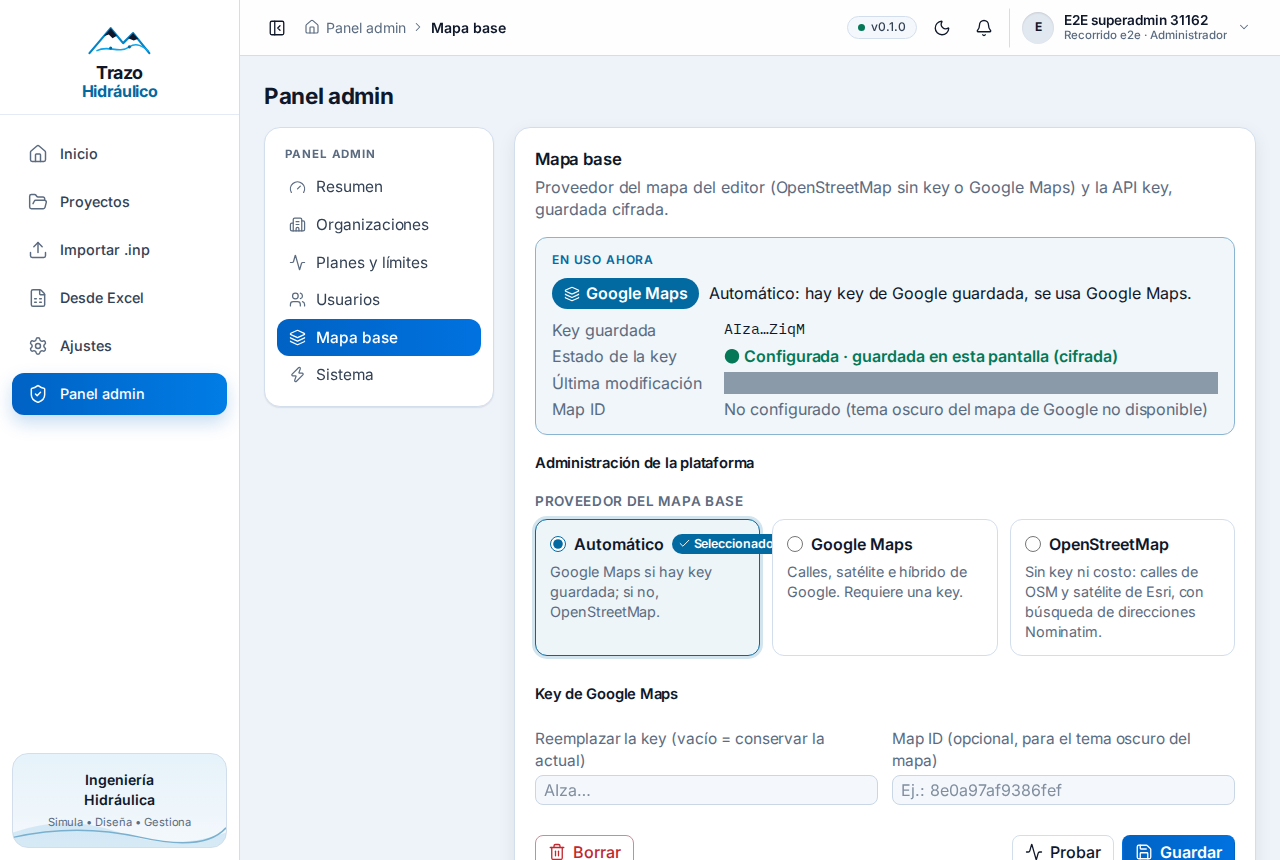 Trazo
Hidráulico
Inicio
Proyectos
Importar .inp
Desde Excel
Ajustes
Panel admin
Ingeniería
Hidráulica
Simula • Diseña • Gestiona
Panel admin
Mapa base
v0.1.0
E
E2E superadmin 31162
Recorrido e2e · Administrador
Panel admin
PANEL ADMIN
Resumen
Organizaciones
Planes y límites
Usuarios
Mapa base
Sistema
Mapa base
Proveedor del mapa del editor (OpenStreetMap sin key o Google Maps) y la API key,
guardada cifrada.
EN USO AHORA
Google Maps Automático: hay key de Google guardada, se usa Google Maps.
Key guardada AIza…ZiqM
Estado de la key Configurada · guardada en esta pantalla (cifrada)
Última modificación
Map ID No configurado (tema oscuro del mapa de Google no disponible)
Administración de la plataforma
PROVEEDOR DEL MAPA BASE
Automático Seleccionado
Google Maps si hay key
guardada; si no,
OpenStreetMap.
Google Maps
Calles, satélite e híbrido de
Google. Requiere una key.
OpenStreetMap
Sin key ni costo: calles de
OSM y satélite de Esri, con
búsqueda de direcciones
Nominatim.
Key de Google Maps
Reemplazar la key (vacío = conservar la
actual)
AIza...
Map ID (opcional, para el tema oscuro del
mapa)
Ej.: 8e0a97af9386fef
Borrar
Probar
Guardar